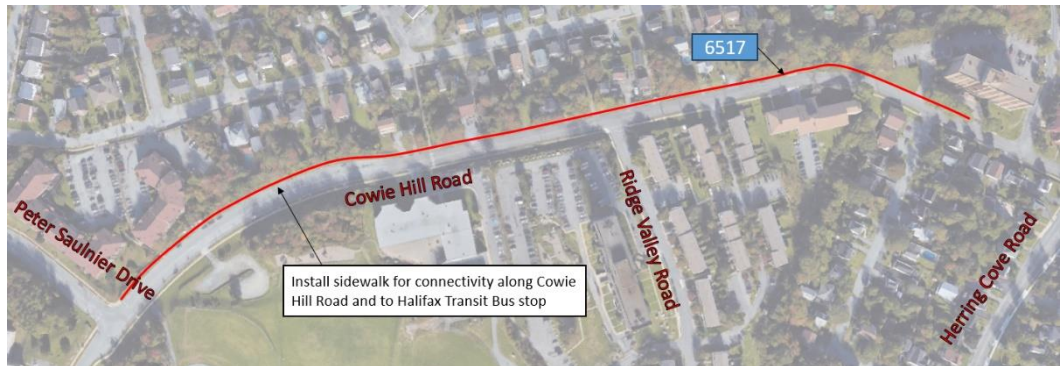 6517
Cowie Hill Road
Peter Saulnier Drive
Ridge Valley Road
Install sidewalk for connectivity along Cowie
Hill Road and to Halifax Transit Bus stop
Herring Cove Road